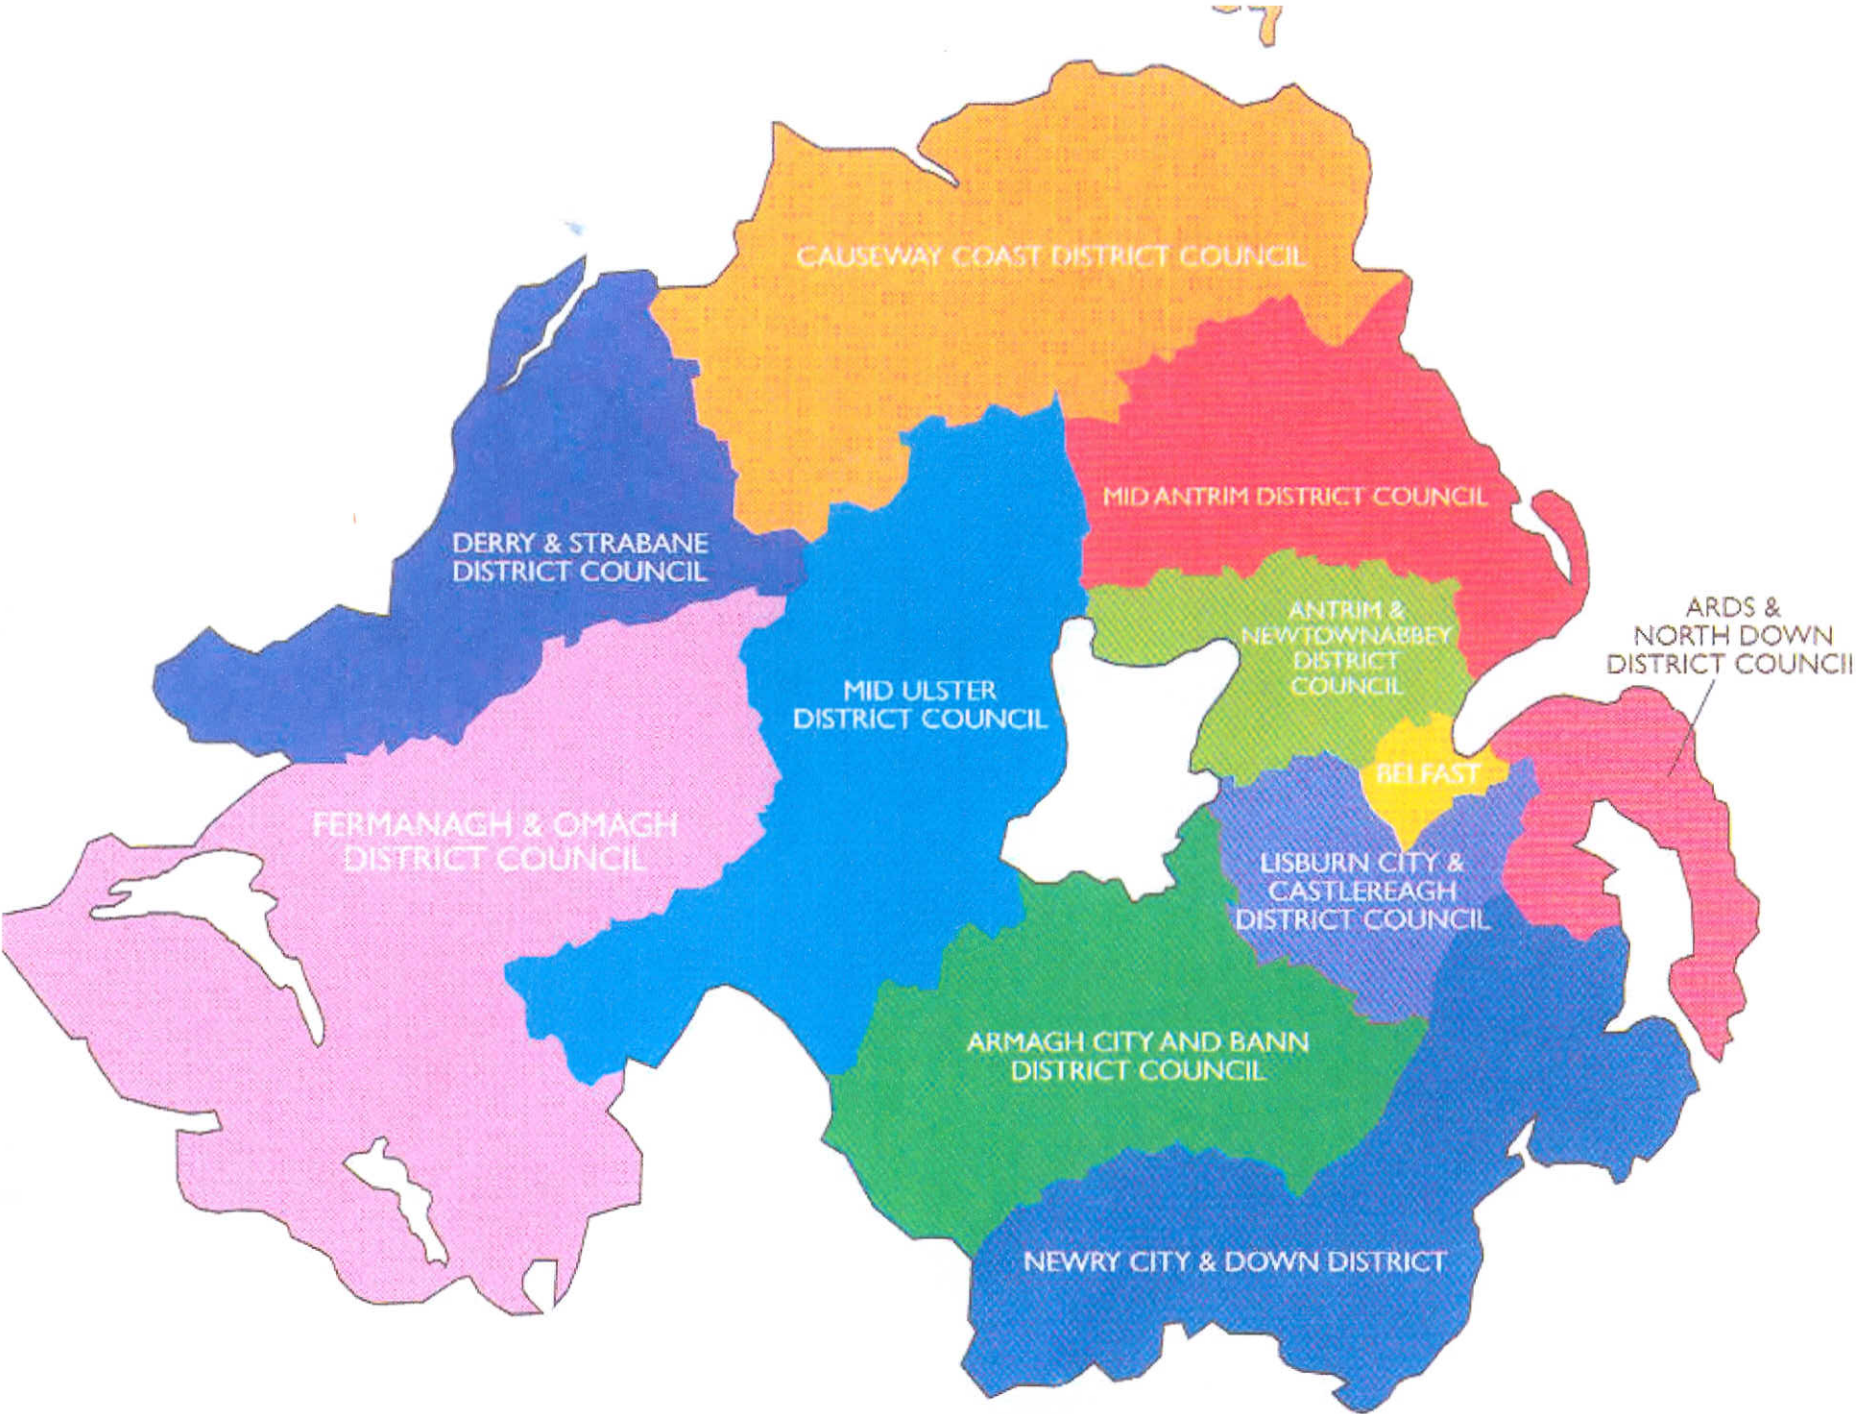 CAUSEWAY COAST DISTRICT COUNCIL
MID ANTRIM DISTRICT COUNCIL
DERRY & STRABANE
DISTRICT COUNCIL
ANTRIM &
NEWTOWNABBEY
DISTRICT
COUNCIL
ARDS &
NORTH DOWN
DISTRICT COUNCIL
MID ULSTER
DISTRICT COUNCIL
BELFAST
FERMANAGH & OMAGH
DISTRICT COUNCIL
LISBURN CITY &
CASTLEREAGH
DISTRICT COUNCIL
ARMAGH CITY AND BANN
DISTRICT COUNCIL
NEWRY CITY & DOWN DISTRICT